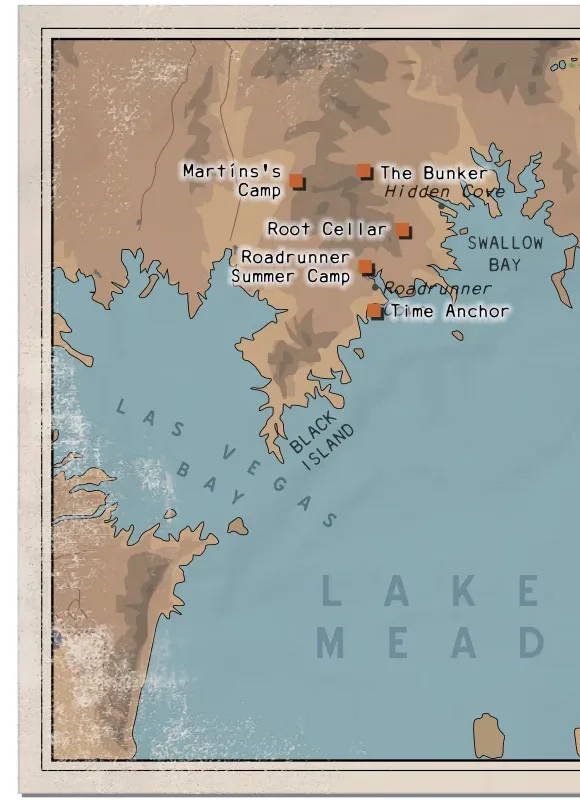 Martíns's
Camp
The Bunker
Hidden Cove
Root Cellar
SWALLOW
BAY
Roadrunner
Summer Camp
Roadrunner
Time Anchor
BLACK
ISLAND
LAS VEGAS
BAY
LAKE
MEAD